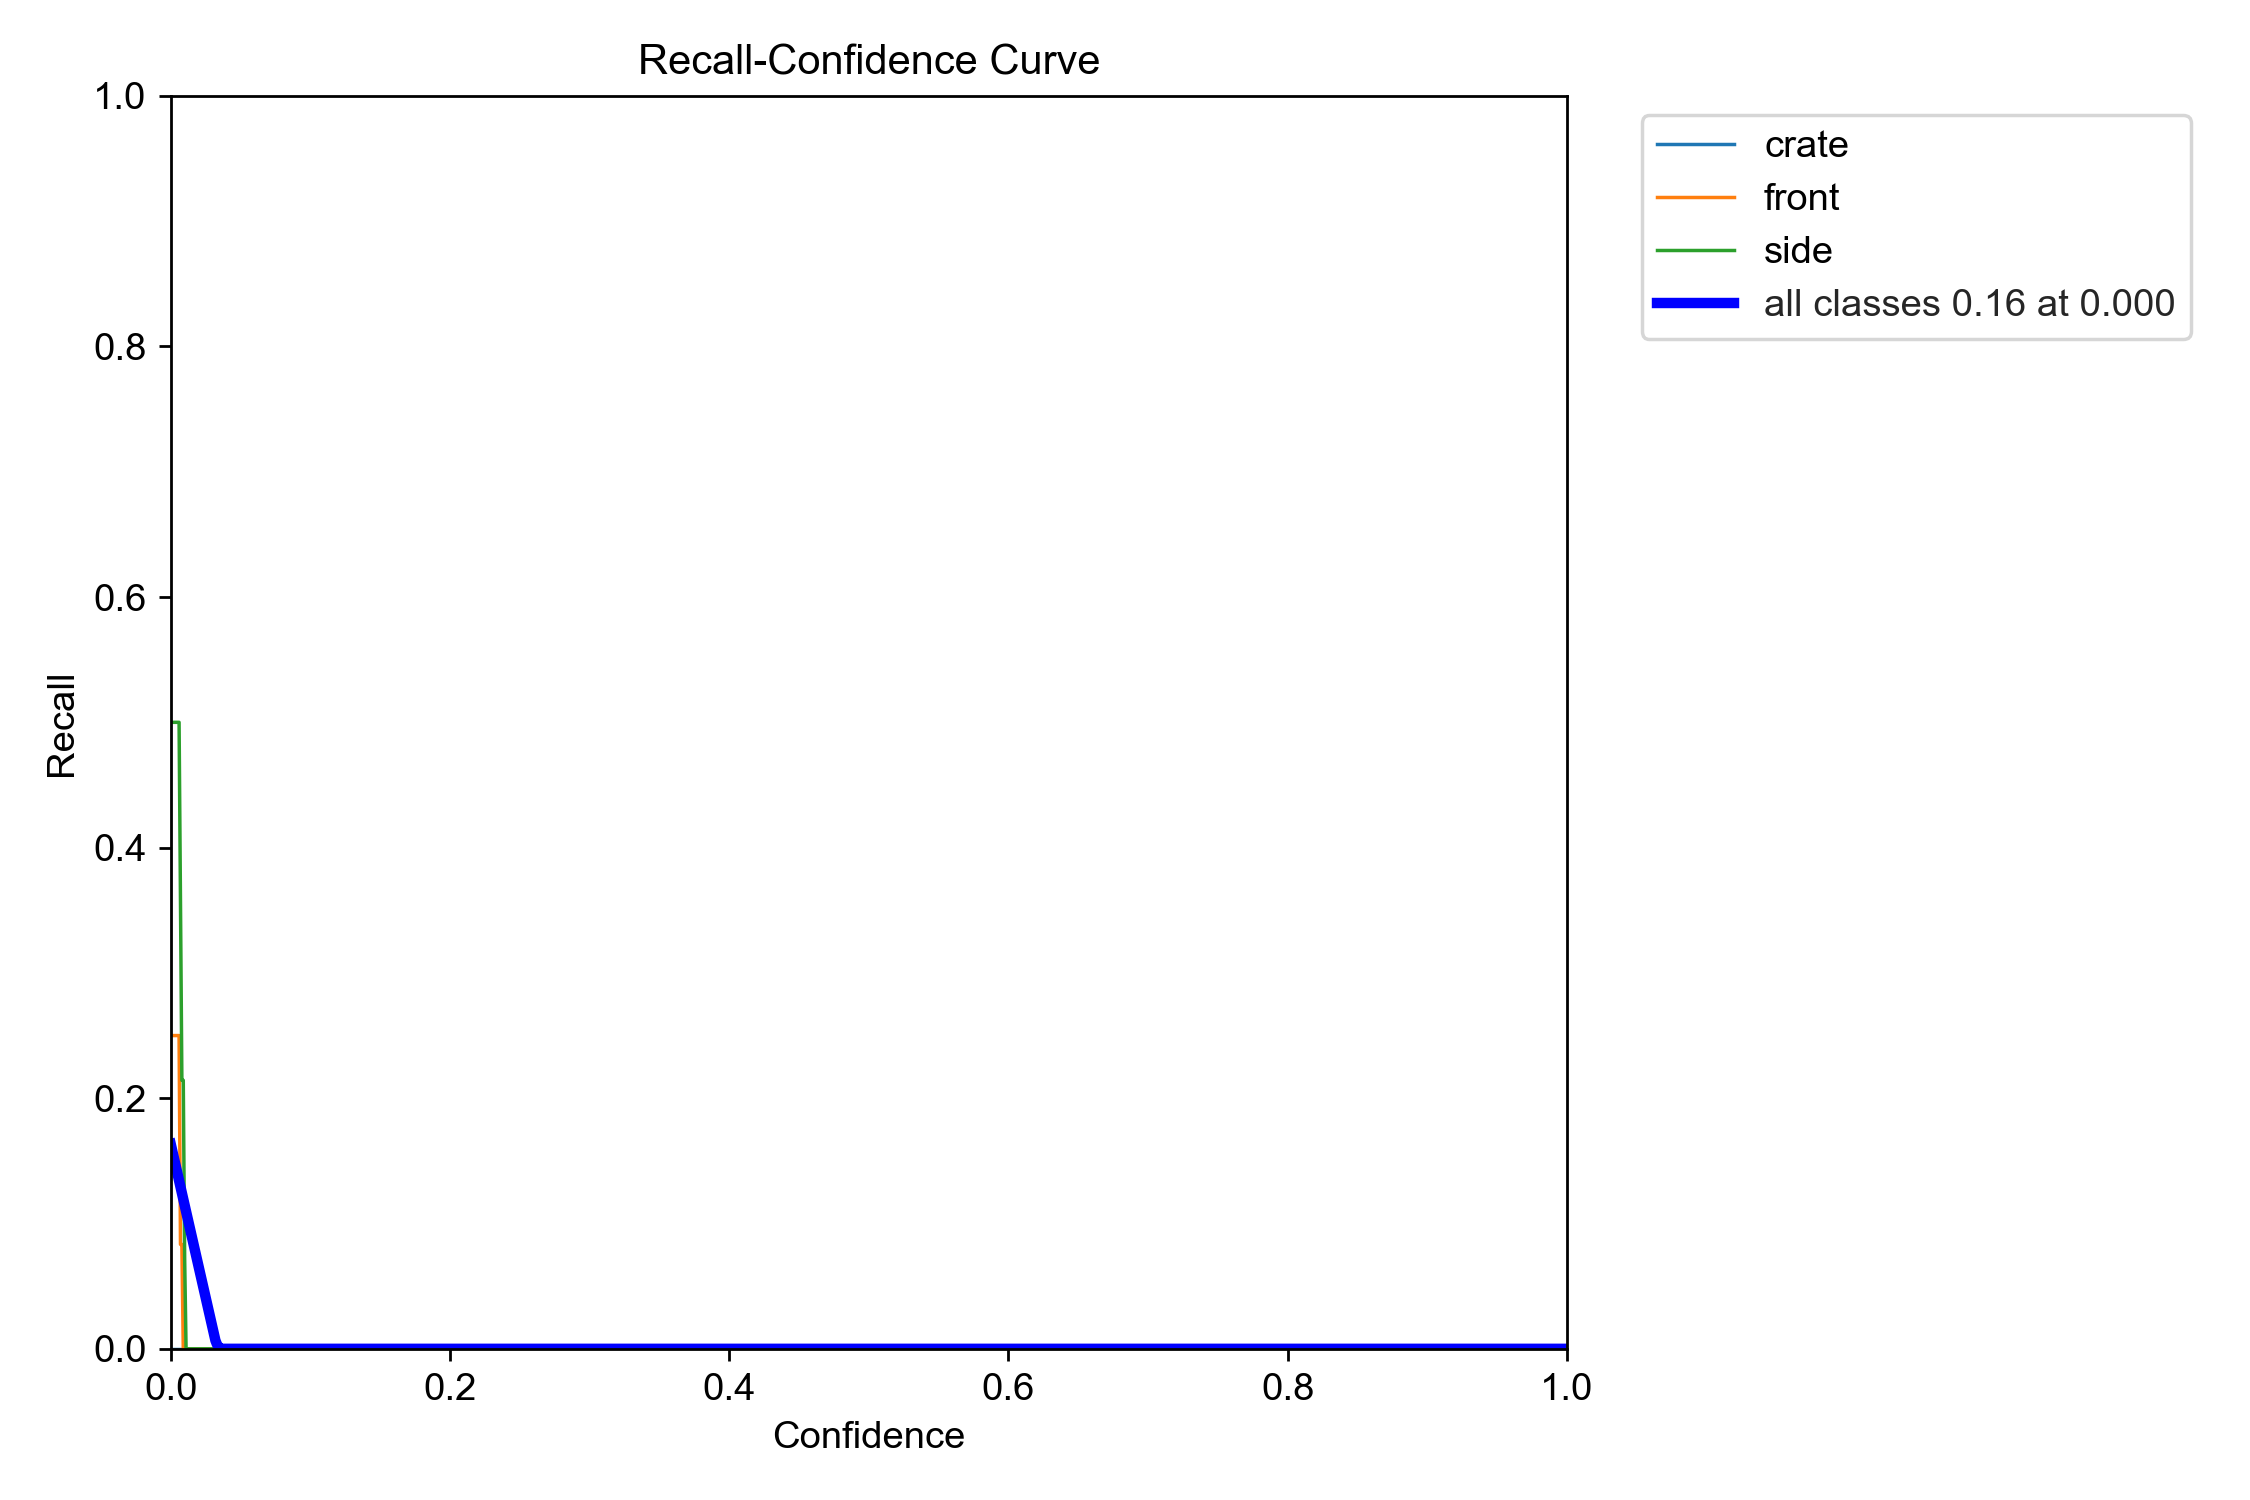 Recall-Confidence Curve
1.0
0.8
0.6
0.4
0.2
0.0
Recall
0.0 0.2 0.4 0.6 0.8 1.0
Confidence
crate
front
side
all classes 0.16 at 0.000